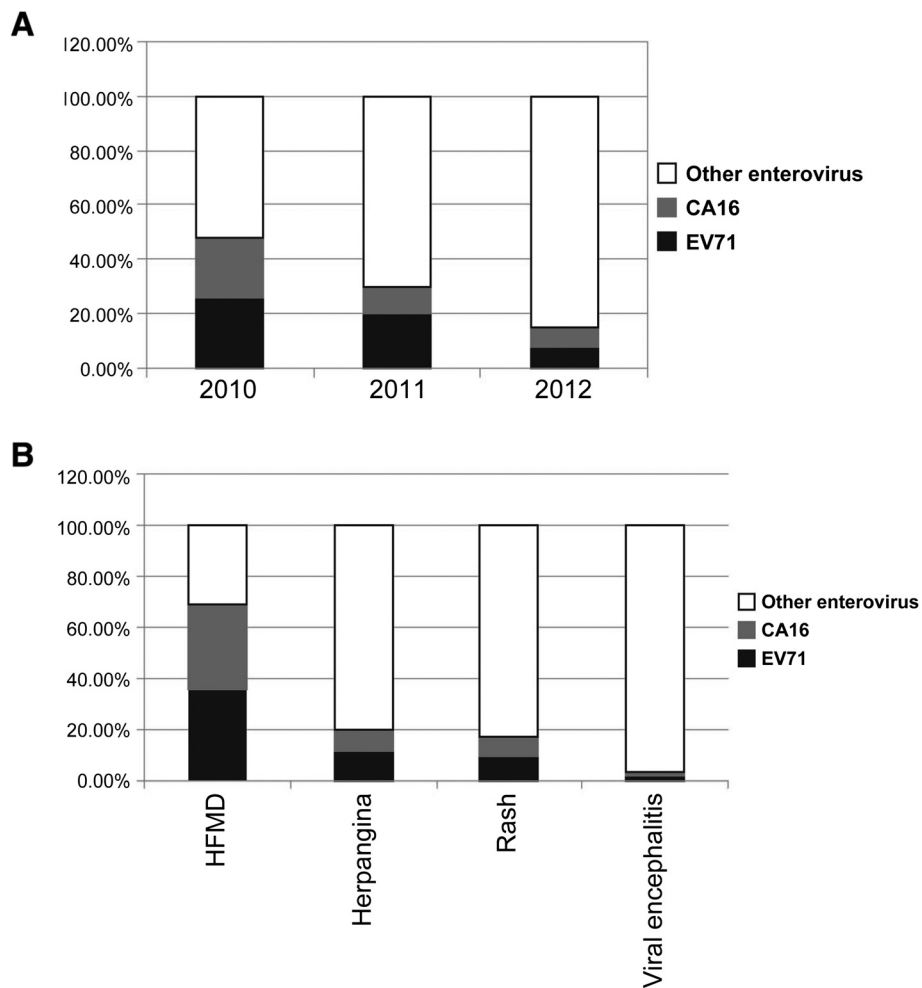 A
120.00%
100.00%
80.00%
60.00%
40.00%
20.00%
0.00%
2010 2011 2012
Other enterovirus
CA16
EV71
B
120.00%
100.00%
80.00%
60.00%
40.00%
20.00%
0.00%
HFMD
Herpangina
Rash
Viral encephalitis
Other enterovirus
CA16
EV71